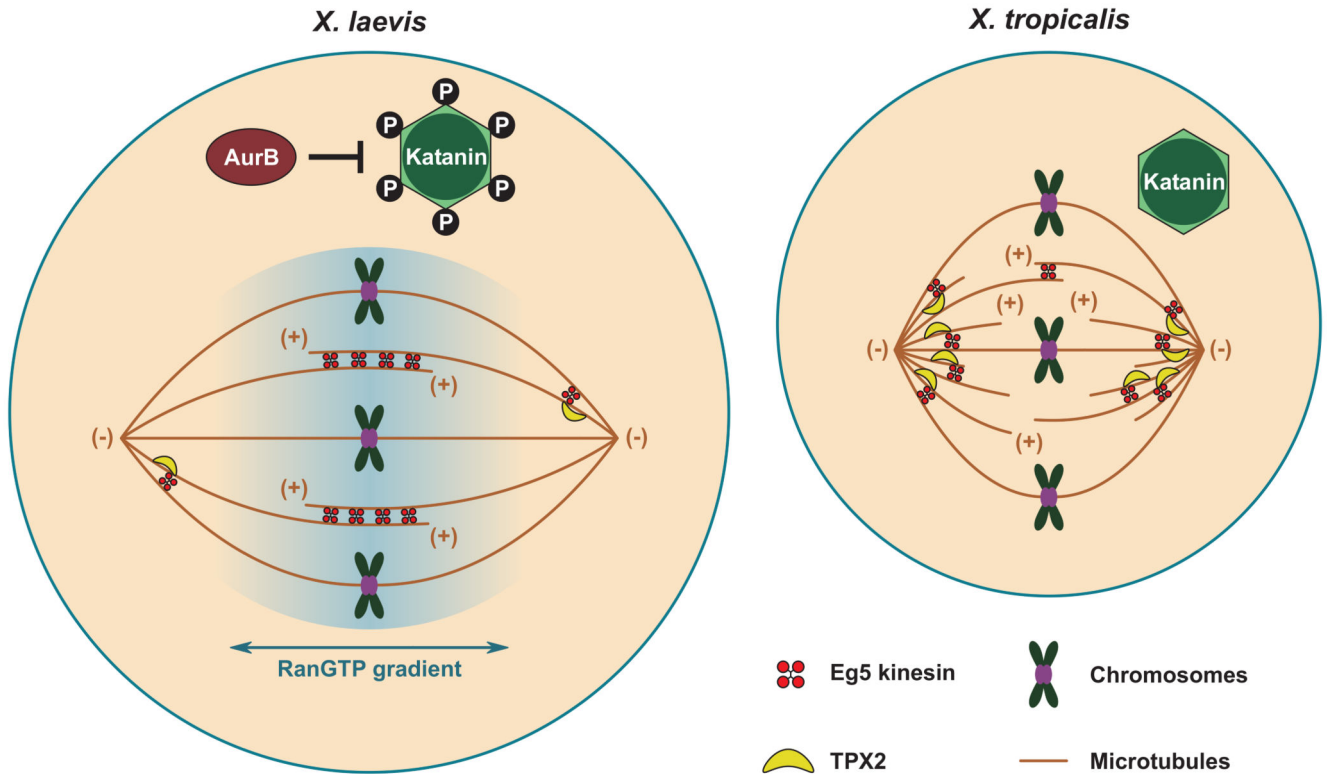 X. laevis
X. tropicalis
AurB
Katanin
P
P
P
P
P
P
(+)
(+)
(-)
(-)
(+)
(+)
RanGTP gradient
Katanin
(+)
(+)
(+)
(-)
(-)
(+)
Eg5 kinesin
Chromosomes
TPX2
Microtubules